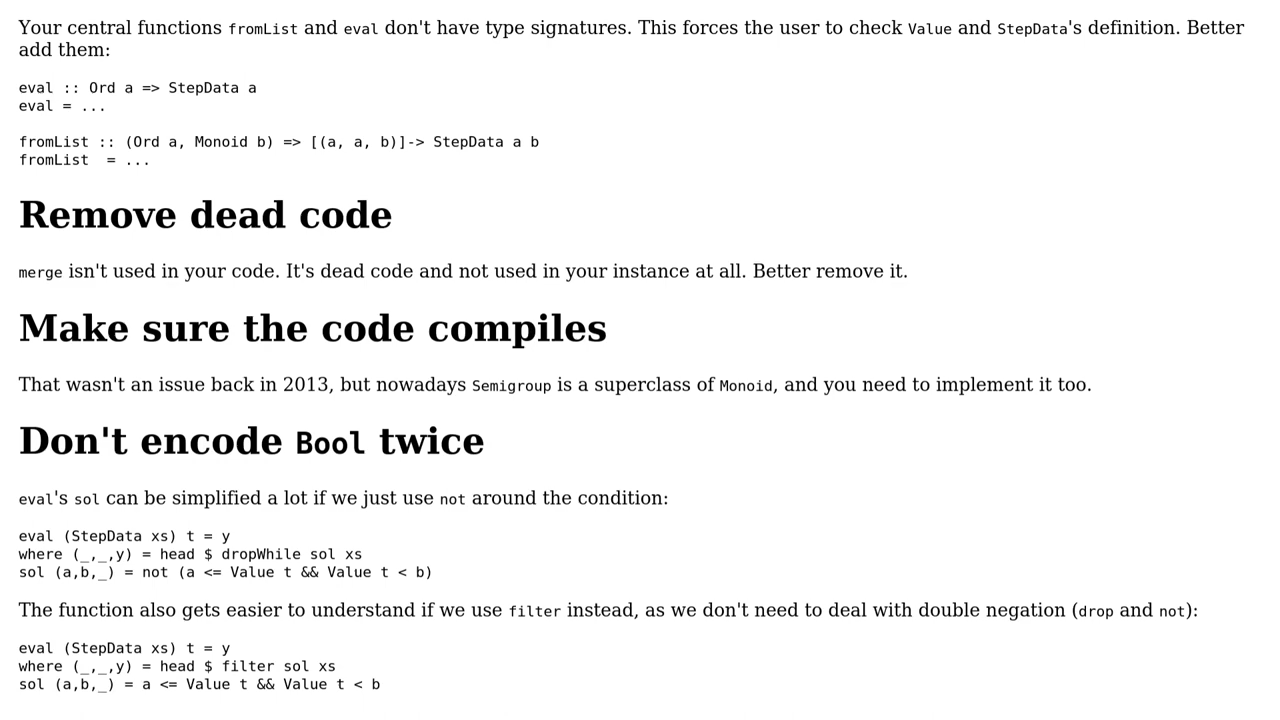 Your central functions fromList and eval don't have type signatures. This forces the user to check Value and StepData's definition. Better
add them:
eval :: Ord a => StepData a
eval = ...
fromList :: (Ord a, Monoid b) => [(a, a, b)]-> StepData a b
fromList  = ...
Remove dead code
merge isn't used in your code. It's dead code and not used in your instance at all. Better remove it.
Make sure the code compiles
That wasn't an issue back in 2013, but nowadays Semigroup is a superclass of Monoid, and you need to implement it too.
Don't encode Bool twice
eval's sol can be simplified a lot if we just use not around the condition:
eval (StepData xs) t = y
where (_,_,y) = head $ dropWhile sol xs
sol (a,b,_) = not (a <= Value t && Value t < b)
The function also gets easier to understand if we use filter instead, as we don't need to deal with double negation (drop and not):
eval (StepData xs) t = y
where (_,_,y) = head $ filter sol xs
sol (a,b,_) = a <= Value t && Value t < b